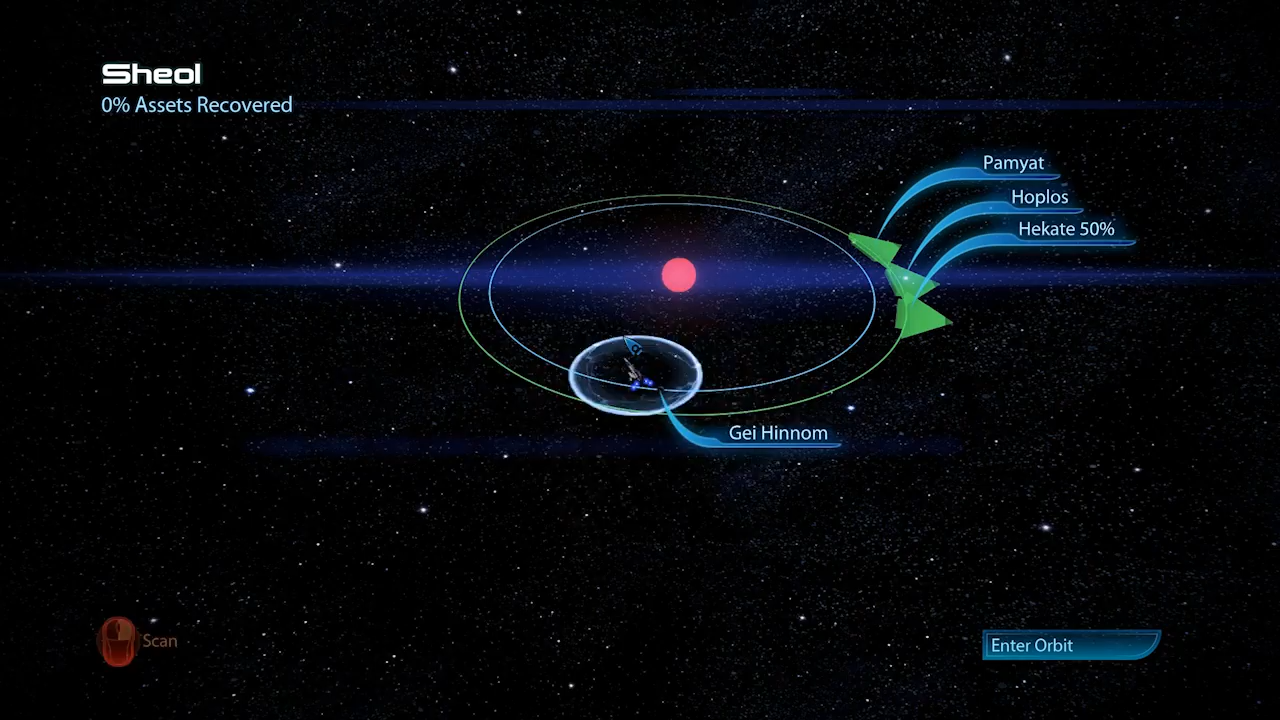 Sheol
0% Assets Recovered
Pamyat
Hoplos
Hekate 50%
Gei Hinnom
Scan
Enter Orbit